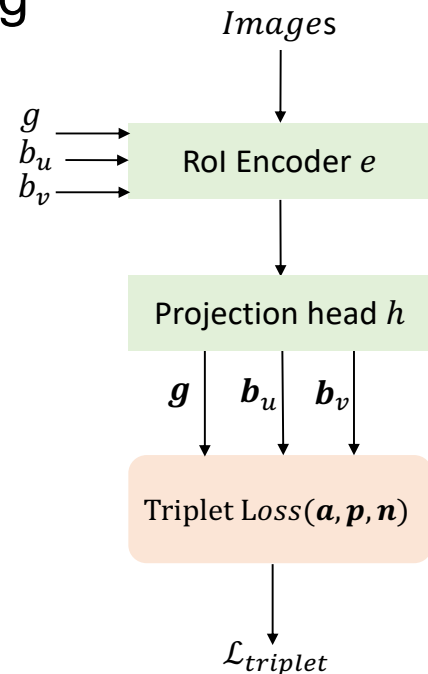 g
Images
g
b_u
b_v
RoI Encoder e
Projection head h
g b_u b_v
Triplet Loss(a, p, n)
ℒ_triplet